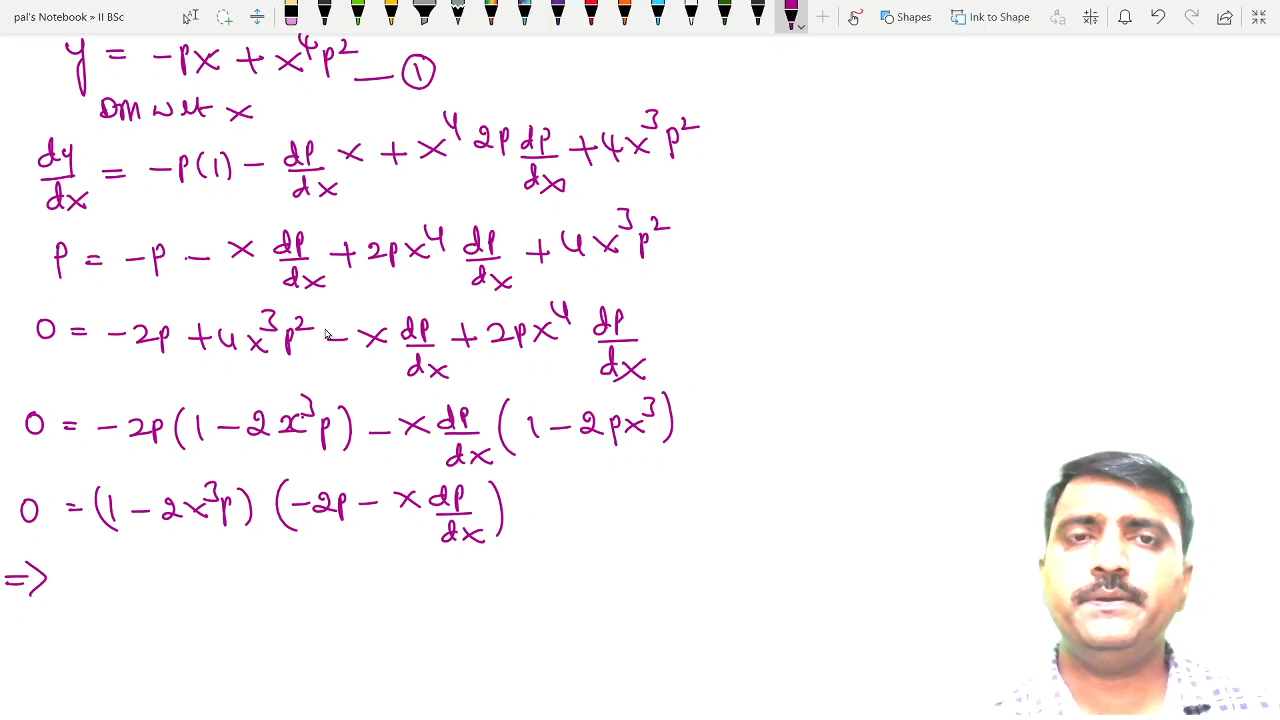 pal's Notebook » II BSc
Shapes
Ink to Shape
y = -px + x⁴p² — ①
Diff w.r.t x
dy/dx = -p(1) - dp/dx x + x⁴ 2p dp/dx + 4x³p²
p = -p - x dp/dx + 2px⁴ dp/dx + 4x³p²
0 = -2p + 4x³p² - x dp/dx + 2px⁴ dp/dx
0 = -2p(1 - 2x³p) - x dp/dx (1 - 2px³)
0 = (1 - 2x³p) (-2p - x dp/dx)
=>